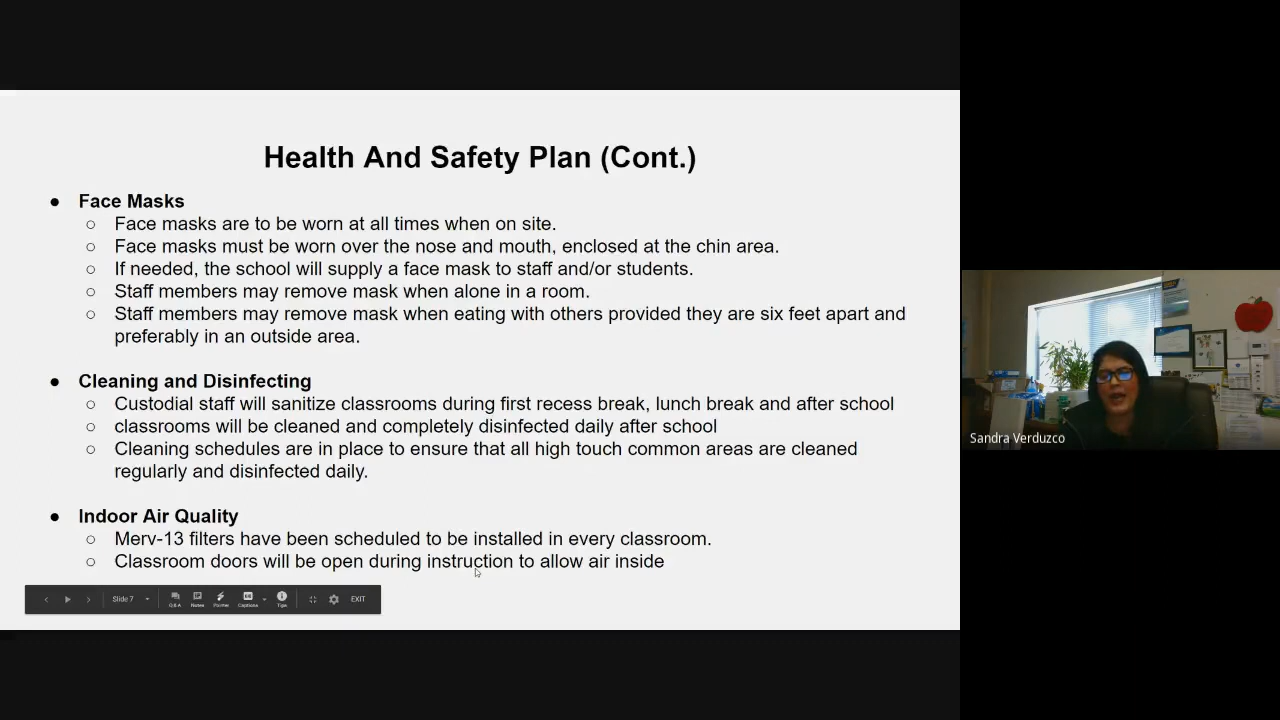 Health And Safety Plan (Cont.)
● Face Masks
○ Face masks are to be worn at all times when on site.
○ Face masks must be worn over the nose and mouth, enclosed at the chin area.
○ If needed, the school will supply a face mask to staff and/or students.
○ Staff members may remove mask when alone in a room.
○ Staff members may remove mask when eating with others provided they are six feet apart and
preferably in an outside area.
● Cleaning and Disinfecting
○ Custodial staff will sanitize classrooms during first recess break, lunch break and after school
○ classrooms will be cleaned and completely disinfected daily after school
○ Cleaning schedules are in place to ensure that all high touch common areas are cleaned
regularly and disinfected daily.
● Indoor Air Quality
○ Merv-13 filters have been scheduled to be installed in every classroom.
○ Classroom doors will be open during instruction to allow air inside
Slide 7
Q&A
Notes
Pointer
Captions
Tips
EXIT
Sandra Verduzco